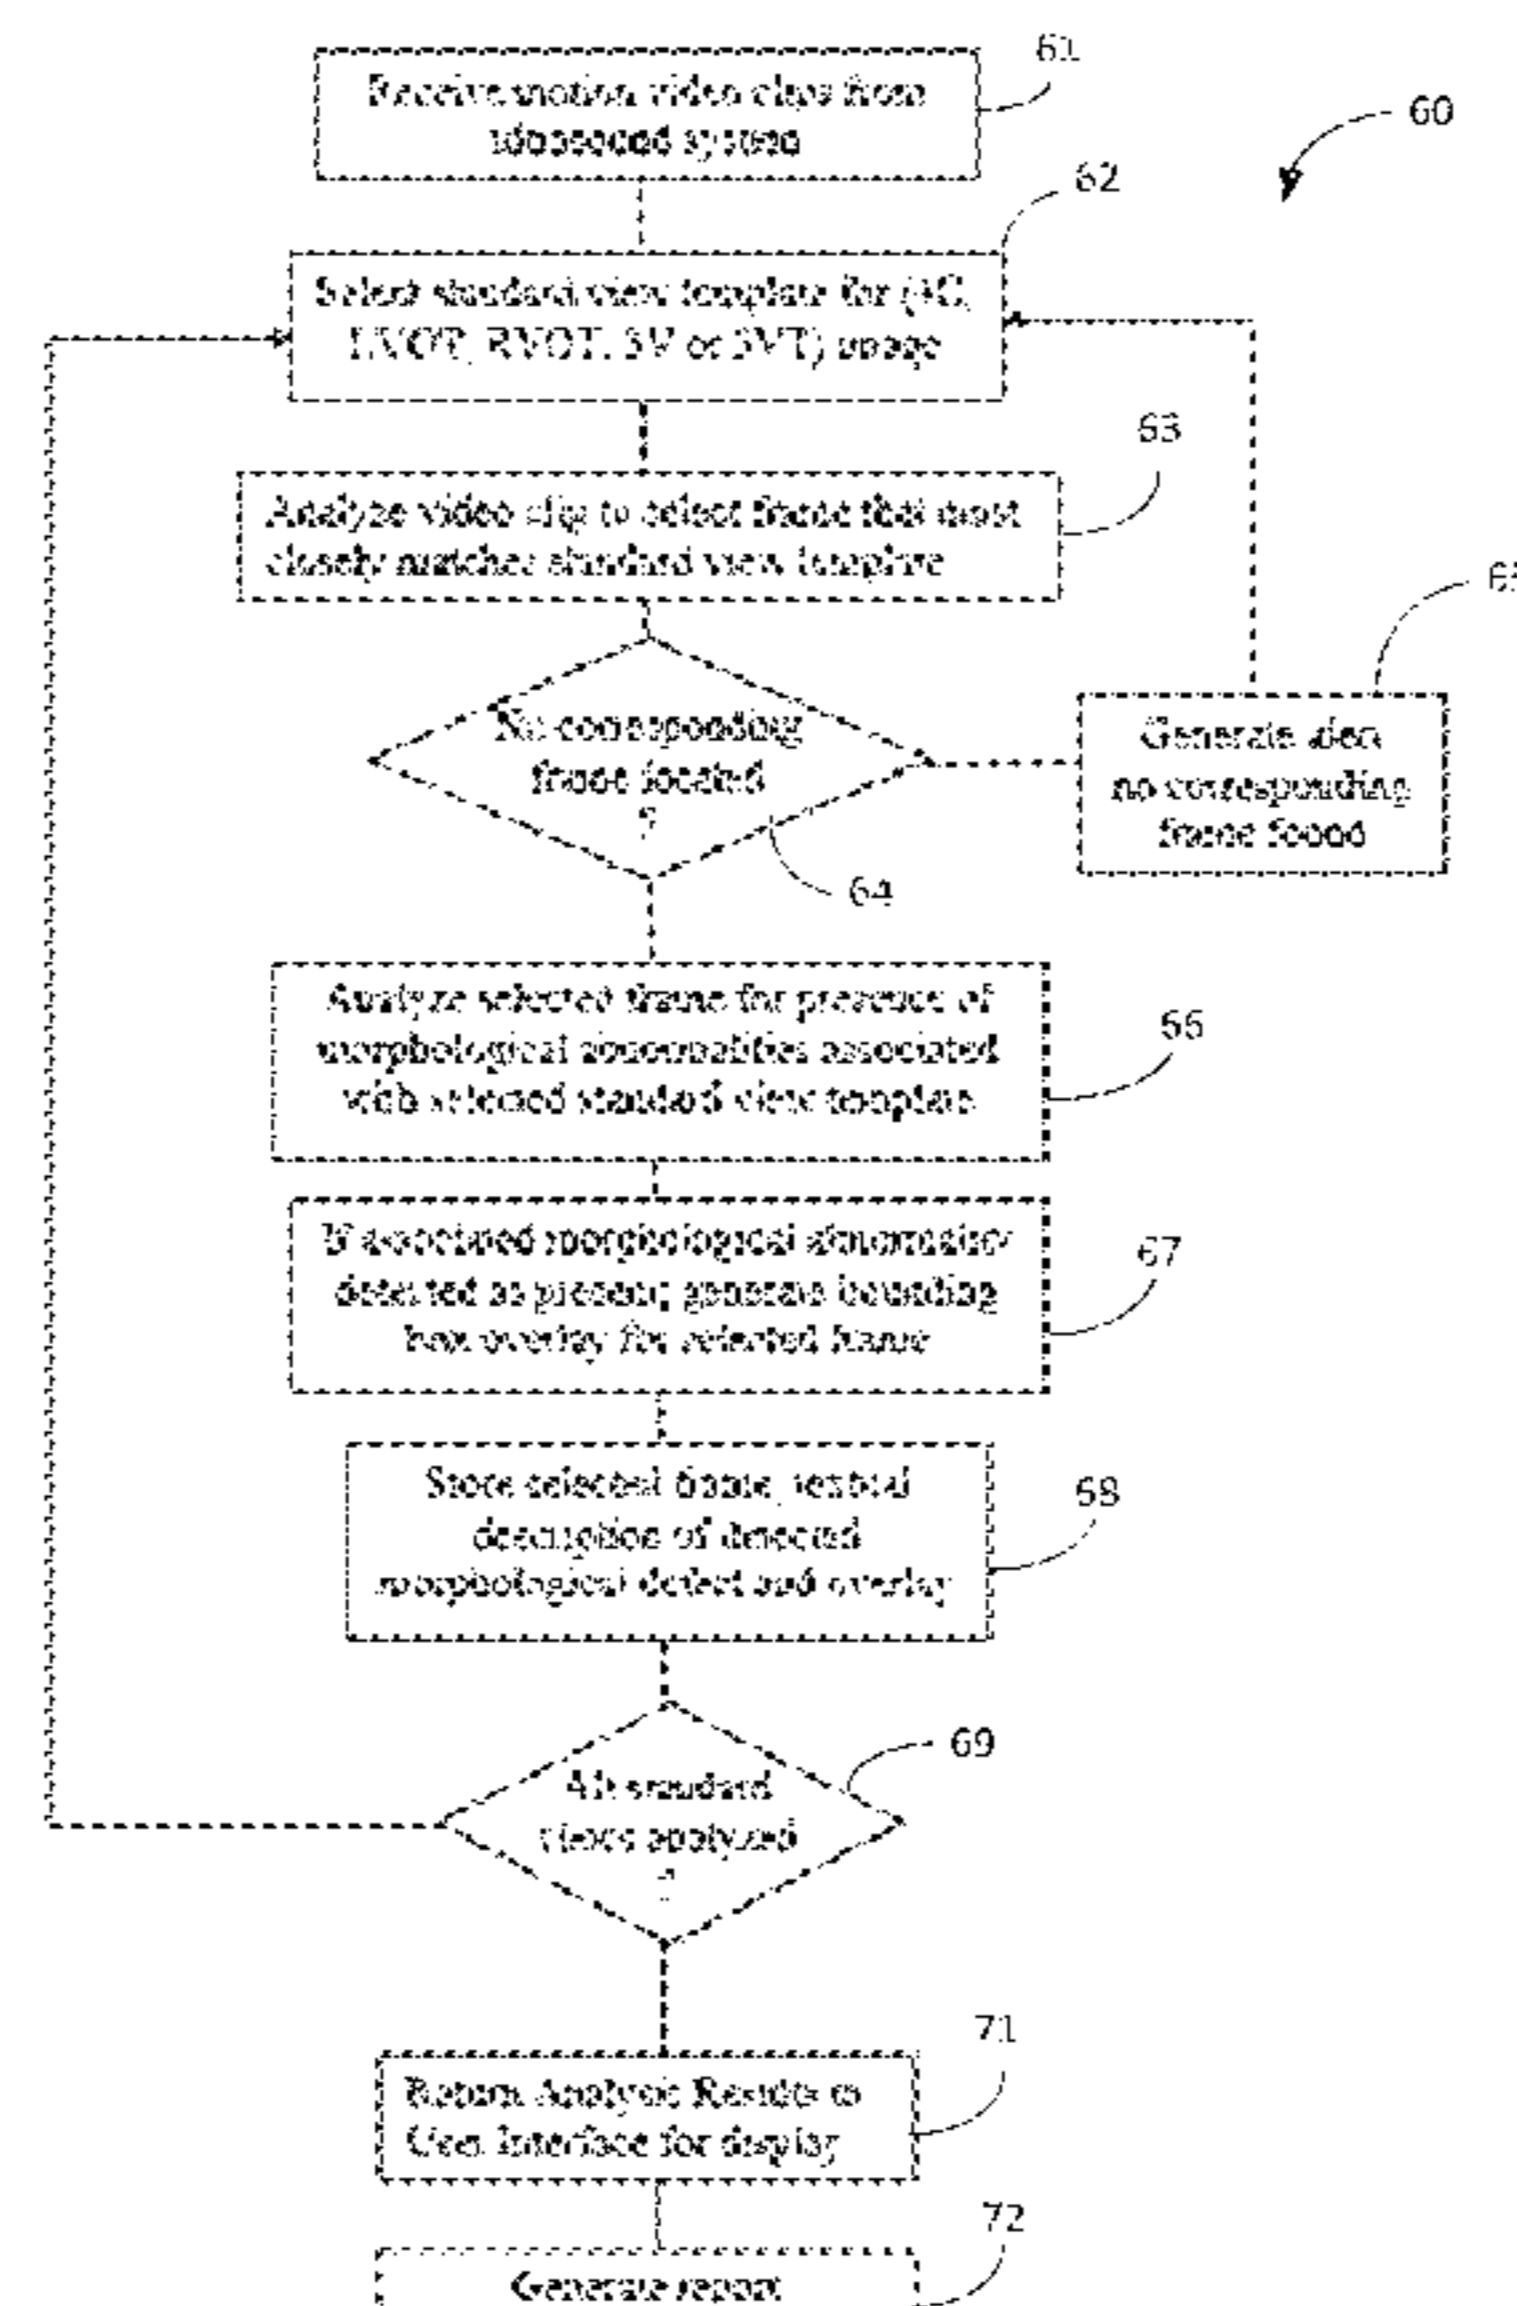 61
Receive motion video clips from
ultrasound system
60
62
Select standard view template for (4C,
LVOT, RVOT, 3V or 3VT) image
63
Analyze video clip to select frame that most
closely matches standard view template
No corresponding
frame located
?
64
Generate alert
no corresponding
frame found
Analyze selected frame for presence of
morphological abnormalities associated
with selected standard view template
66
If associated morphological abnormality
detected as present, generate bounding
box overlay for selected frame
67
Store selected frame, textual
description of detected
morphological defect and overlay
68
69
All standard
views analyzed
?
71
Return Analysis Results to
User Interface for display
72
Generate report